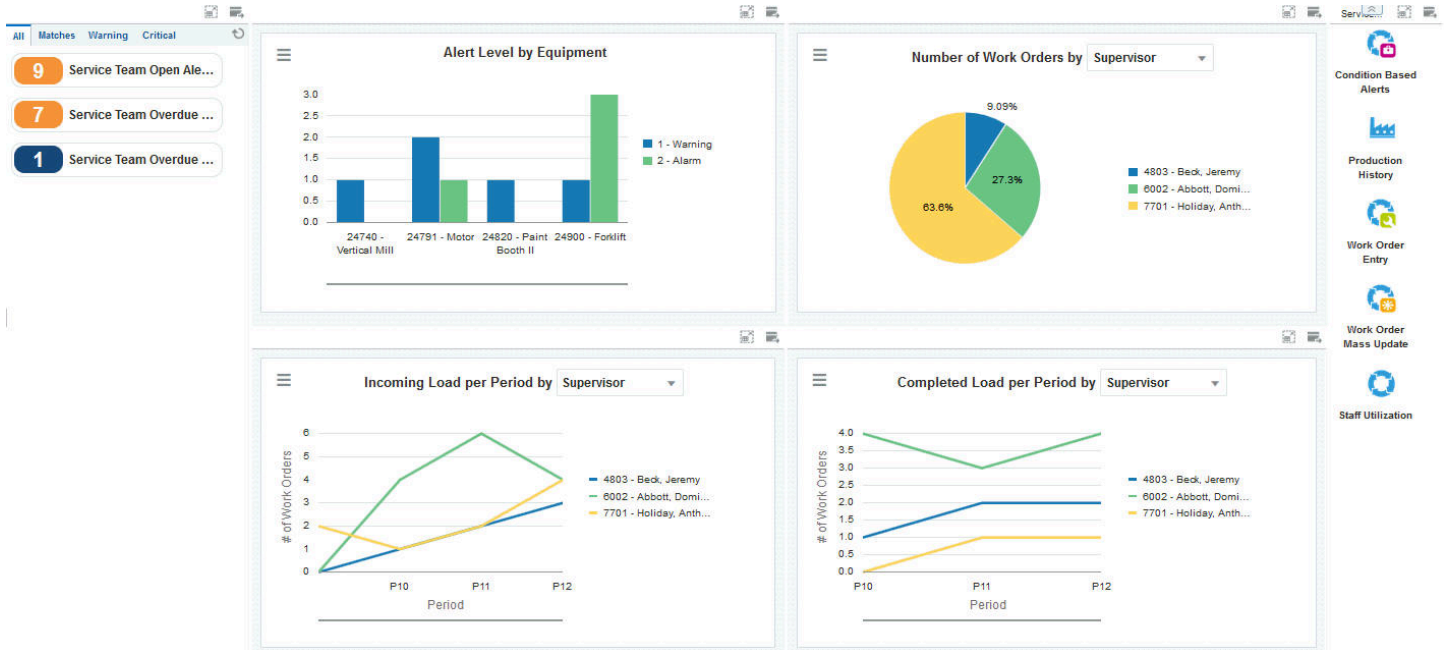 All Matches Warning Critical
9 Service Team Open Ale...
7 Service Team Overdue ...
1 Service Team Overdue ...
Alert Level by Equipment
3.0
2.5
2.0
1.5
1.0
0.5
0.0
24740 - Vertical Mill
24791 - Motor
24820 - Paint Booth II
24900 - Forklift
1 - Warning
2 - Alarm
Number of Work Orders by Supervisor
9.09%
27.3%
63.6%
4803 - Beck, Jeremy
6002 - Abbott, Domi...
7701 - Holiday, Anth...
Incoming Load per Period by Supervisor
# of Work Orders
6
5
4
3
2
1
0
P10 P11 P12
Period
4803 - Beck, Jeremy
6002 - Abbott, Domi...
7701 - Holiday, Anth...
Completed Load per Period by Supervisor
# of Work Orders
4.0
3.5
3.0
2.5
2.0
1.5
1.0
0.5
0.0
P10 P11 P12
Period
4803 - Beck, Jeremy
6002 - Abbott, Domi...
7701 - Holiday, Anth...
Condition Based
Alerts
Production
History
Work Order
Entry
Work Order
Mass Update
Staff Utilization